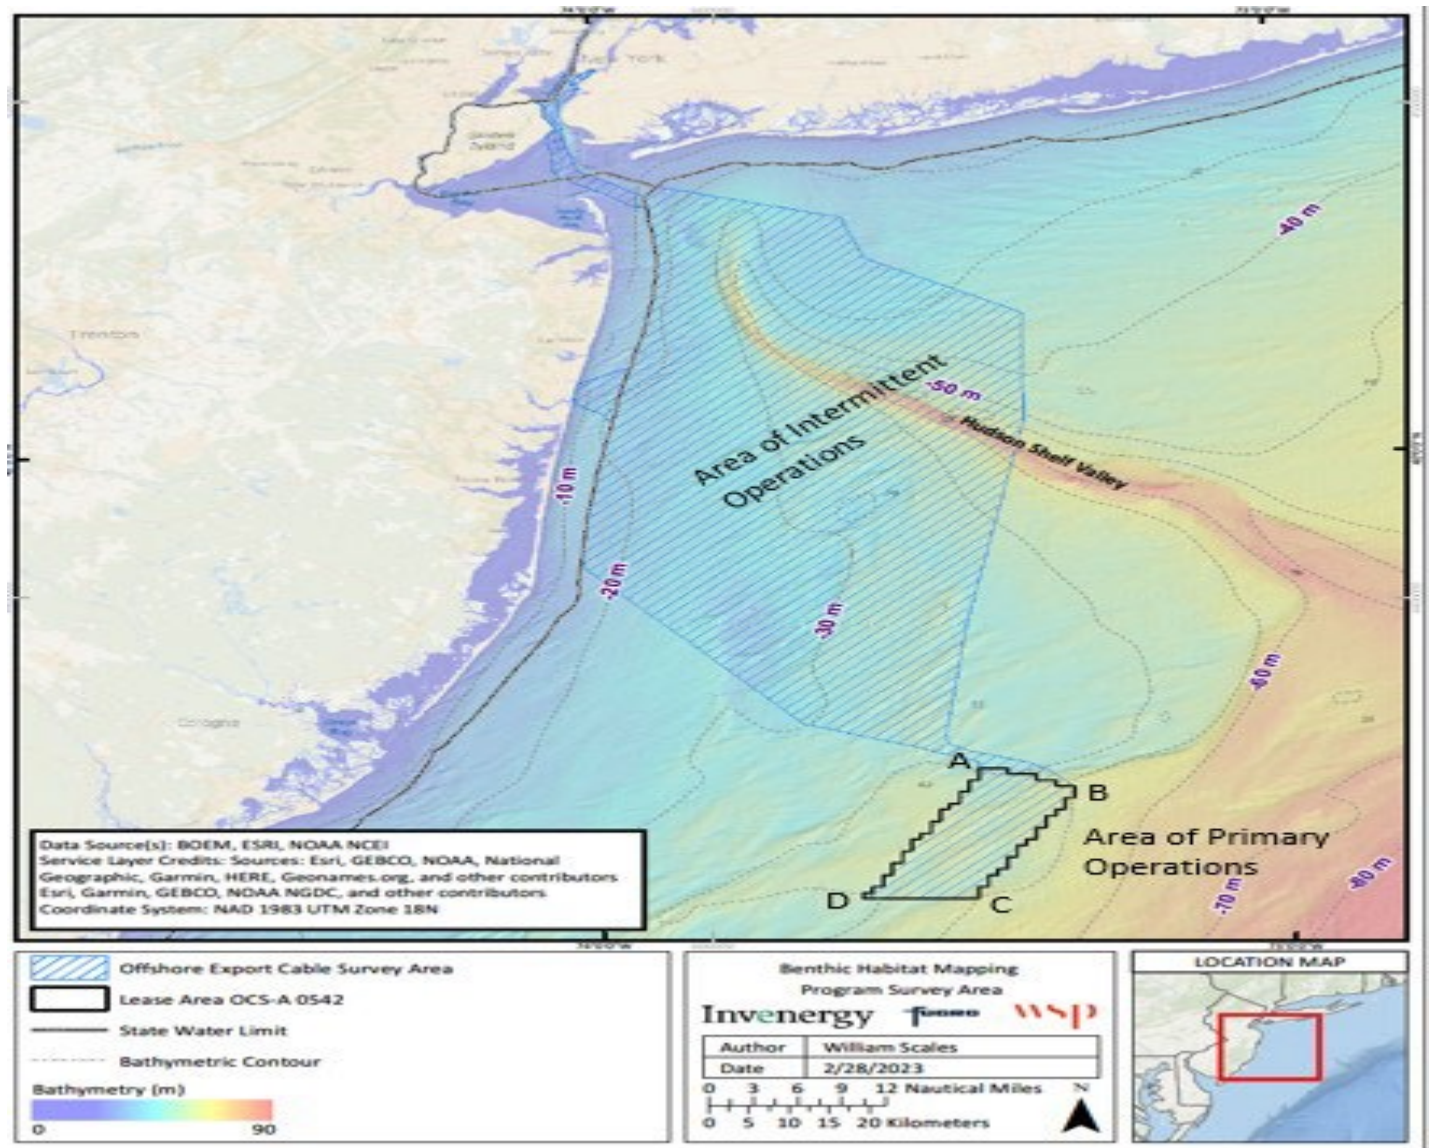 Trenton
-40 m
-50 m
Area of Intermittent
Operations
Hudson Shelf Valley
-10 m
-20 m
-30 m
-60 m
A
B
Area of Primary
Operations
D
C
-70 m
-80 m
Data Source(s): BOEM, ESRI, NOAA NCEI
Service Layer Credits: Sources: Esri, GEBCO, NOAA, National
Geographic, Garmin, HERE, Geonames.org, and other contributors
Esri, Garmin, GEBCO, NOAA NGDC, and other contributors
Coordinate System: NAD 1983 UTM Zone 18N
Offshore Export Cable Survey Area
Lease Area OCS-A 0542
State Water Limit
Bathymetric Contour
Bathymetry (m)
0 90
Benthic Habitat Mapping
Program Survey Area
Invenergy fugro wsp
Author William Scales
Date 2/28/2023
0 3 6 9 12 Nautical Miles N
0 5 10 15 20 Kilometers
LOCATION MAP